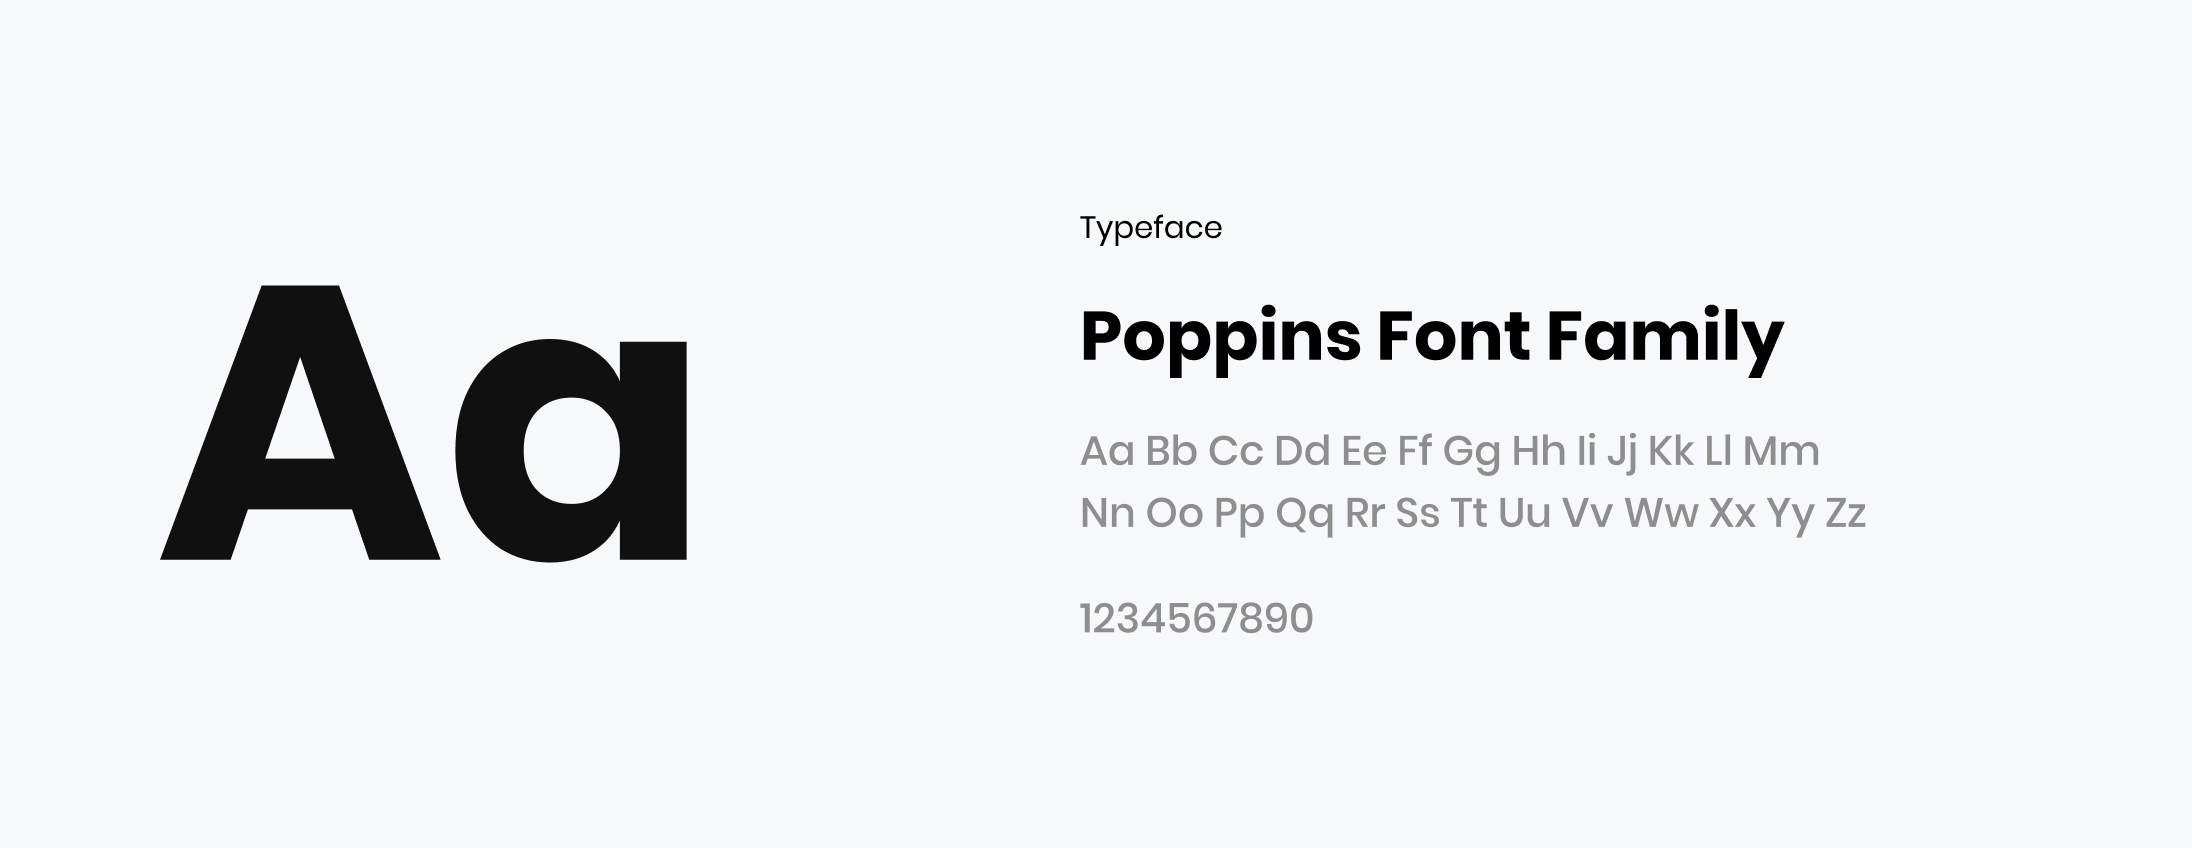 Aa
Typeface
Poppins Font Family
Aa Bb Cc Dd Ee Ff Gg Hh Ii Jj Kk Ll Mm
Nn Oo Pp Qq Rr Ss Tt Uu Vv Ww Xx Yy Zz
1234567890